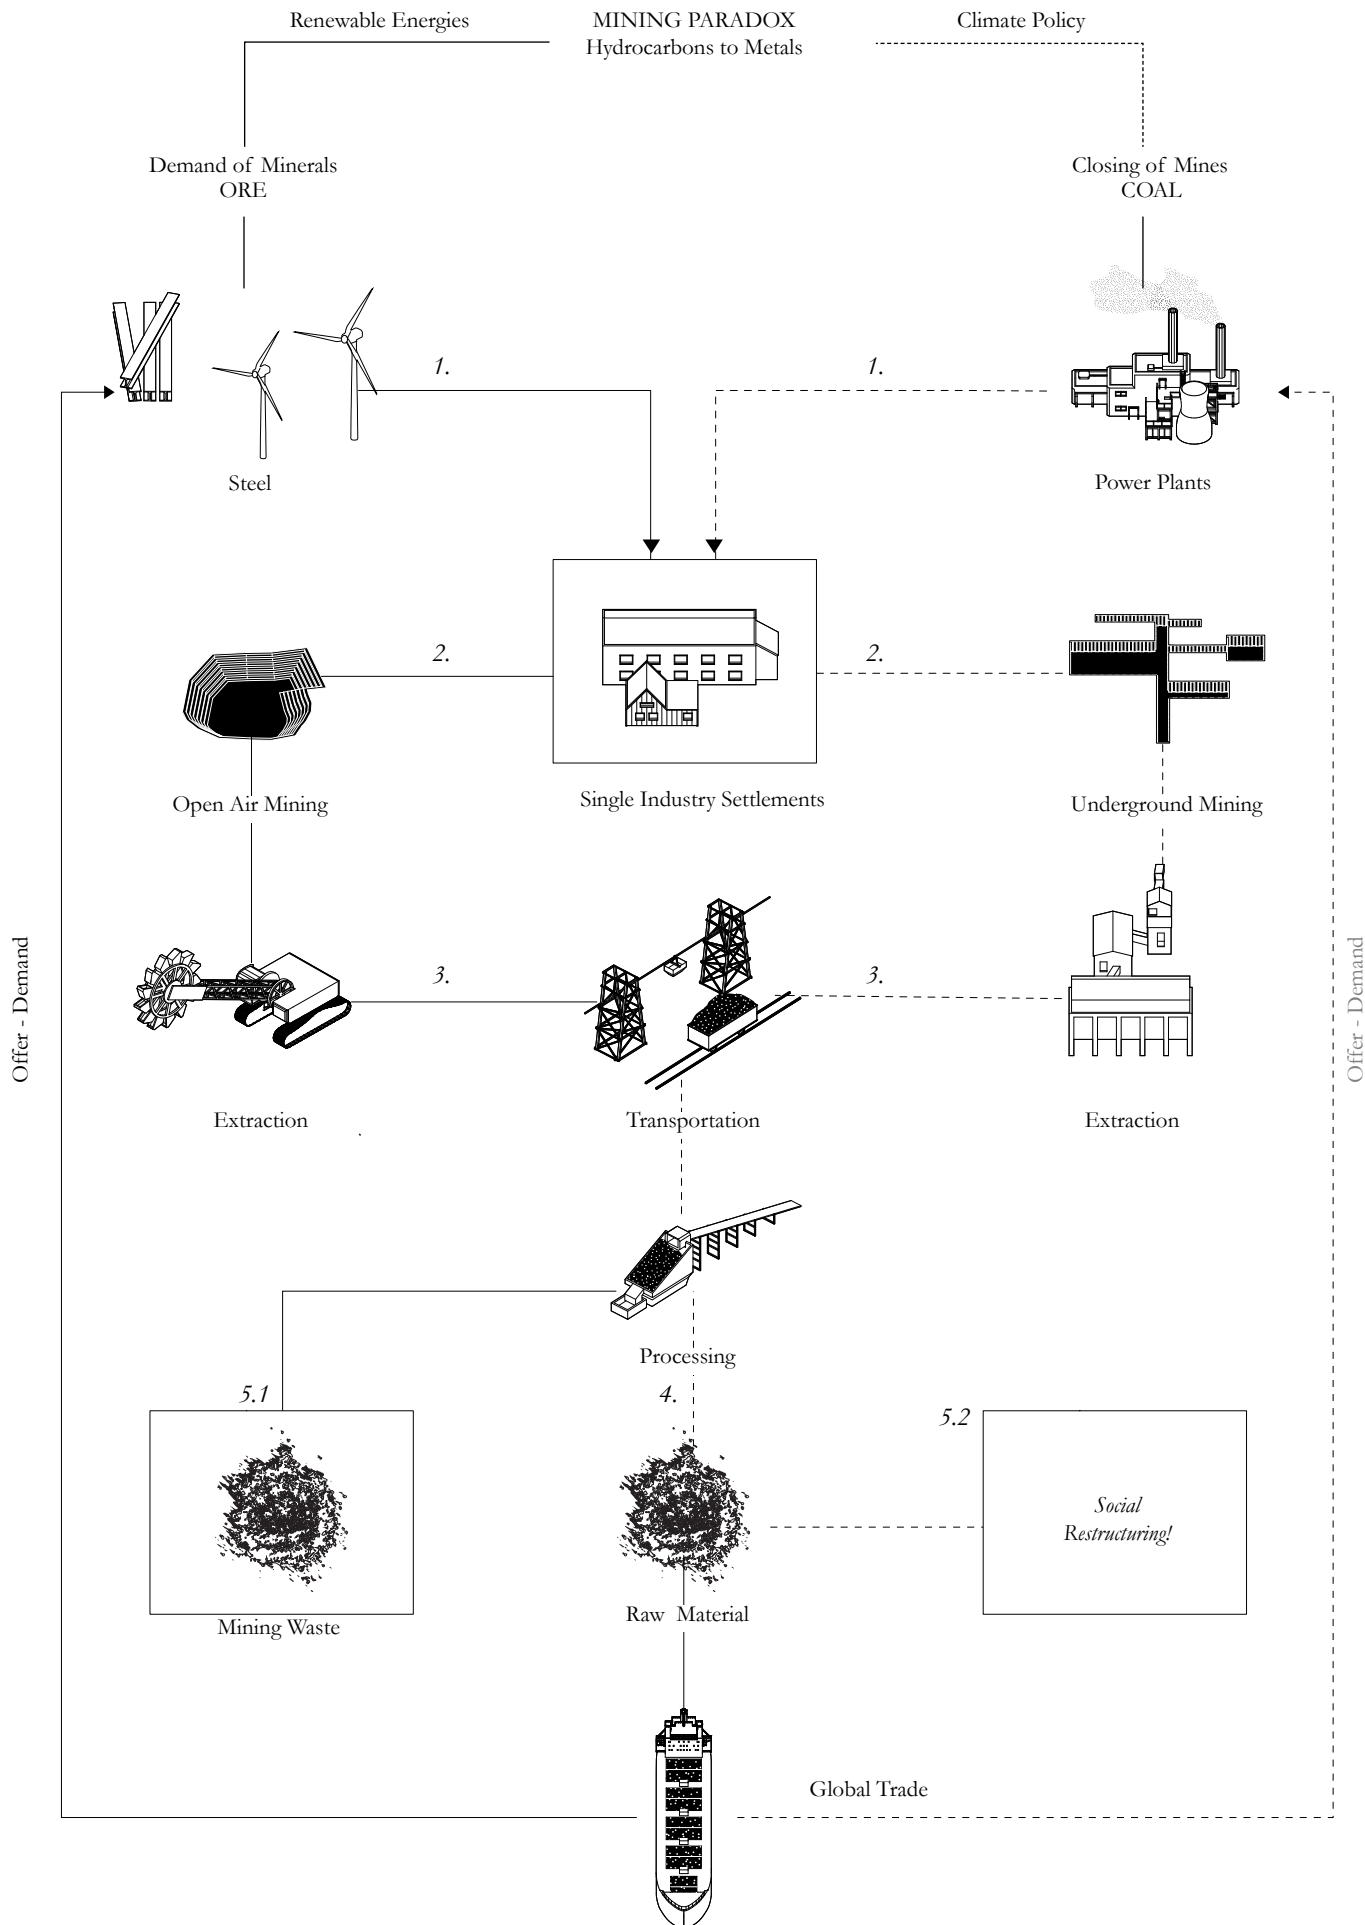 Renewable Energies
MINING PARADOX
Hydrocarbons to Metals
Climate Policy
Demand of Minerals
ORE
Closing of Mines
COAL
1.
1.
Steel
Power Plants
2.
2.
Open Air Mining
Single Industry Settlements
Underground Mining
Offer - Demand
Offer - Demand
3.
3.
Extraction
Transportation
Extraction
Processing
5.1
4.
5.2
Social
Restructuring!
Mining Waste
Raw Material
Global Trade